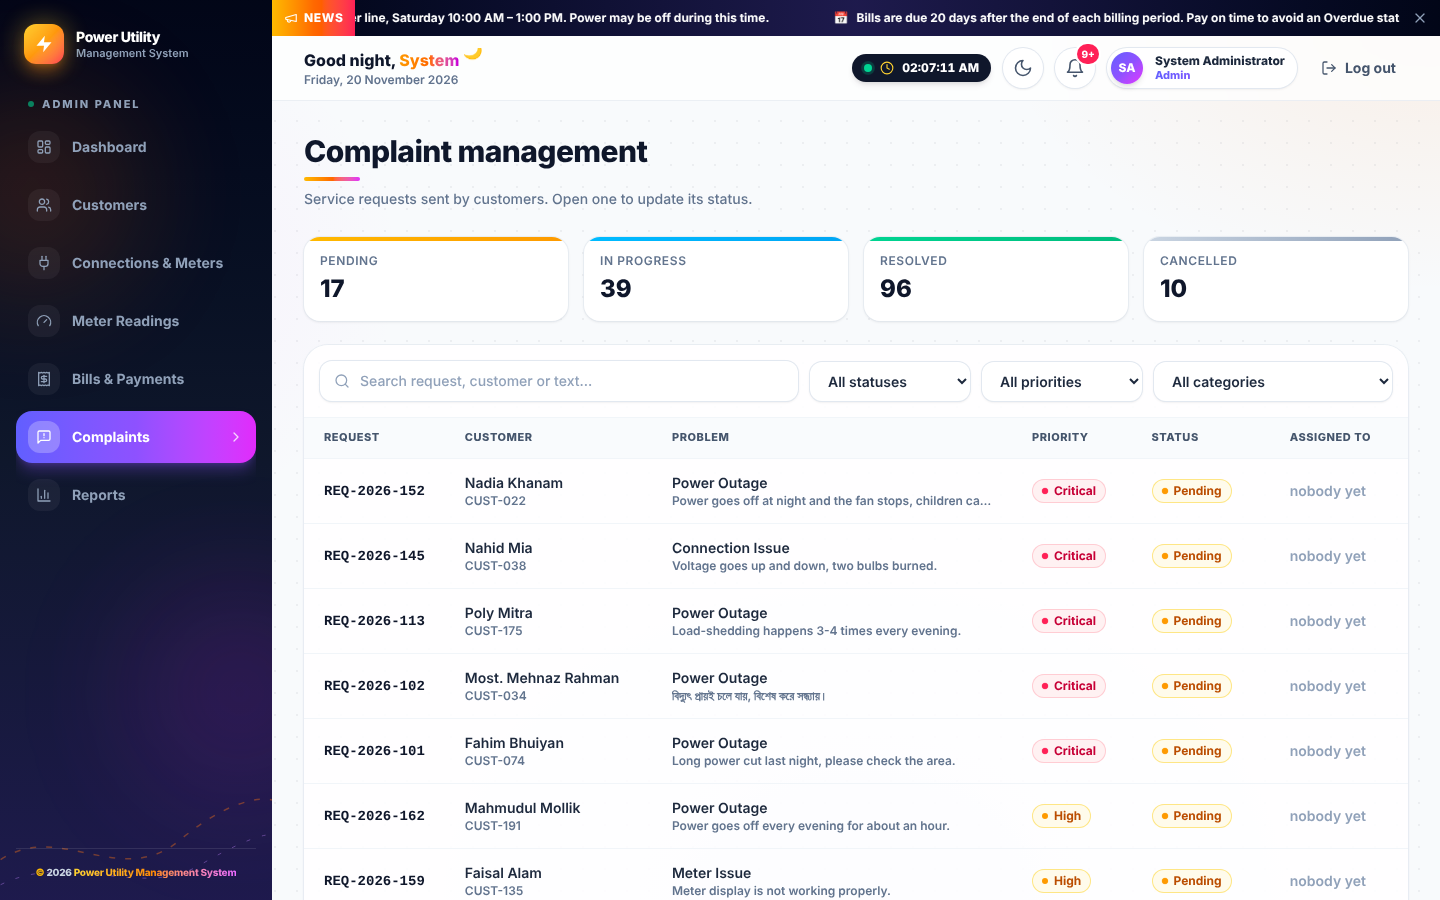 Power Utility
Management System
ADMIN PANEL
Dashboard
Customers
Connections & Meters
Meter Readings
Bills & Payments
Complaints
Reports
© 2026 Power Utility Management System
NEWS
er line, Saturday 10:00 AM – 1:00 PM. Power may be off during this time.
Bills are due 20 days after the end of each billing period. Pay on time to avoid an Overdue stat
Good night, System
Friday, 20 November 2026
02:07:11 AM
9+
SA
System Administrator
Admin
Log out
Complaint management
Service requests sent by customers. Open one to update its status.
PENDING
17
IN PROGRESS
39
RESOLVED
96
CANCELLED
10
Search request, customer or text...
All statuses
All priorities
All categories
REQUEST CUSTOMER PROBLEM PRIORITY STATUS ASSIGNED TO
REQ-2026-152 Nadia Khanam Power Outage Critical Pending nobody yet
CUST-022 Power goes off at night and the fan stops, children ca...
REQ-2026-145 Nahid Mia Connection Issue Critical Pending nobody yet
CUST-038 Voltage goes up and down, two bulbs burned.
REQ-2026-113 Poly Mitra Power Outage Critical Pending nobody yet
CUST-175 Load-shedding happens 3-4 times every evening.
REQ-2026-102 Most. Mehnaz Rahman Power Outage Critical Pending nobody yet
CUST-034 বিদ্যুৎ প্রায়ই চলে যায়, বিশেষ করে সন্ধ্যায়।
REQ-2026-101 Fahim Bhuiyan Power Outage Critical Pending nobody yet
CUST-074 Long power cut last night, please check the area.
REQ-2026-162 Mahmudul Mollik Power Outage High Pending nobody yet
CUST-191 Power goes off every evening for about an hour.
REQ-2026-159 Faisal Alam Meter Issue High Pending nobody yet
CUST-135 Meter display is not working properly.